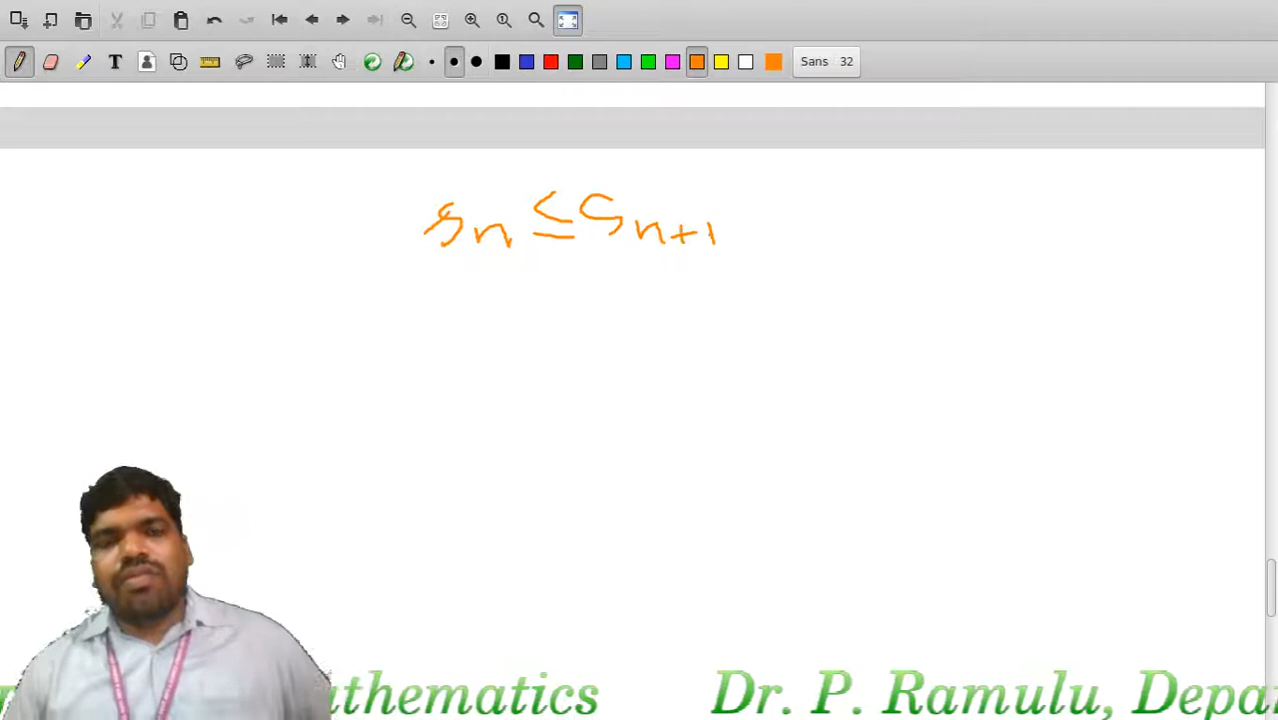 Sans 32
sn ≤ sn+1
athematics Dr. P. Ramulu, Depa